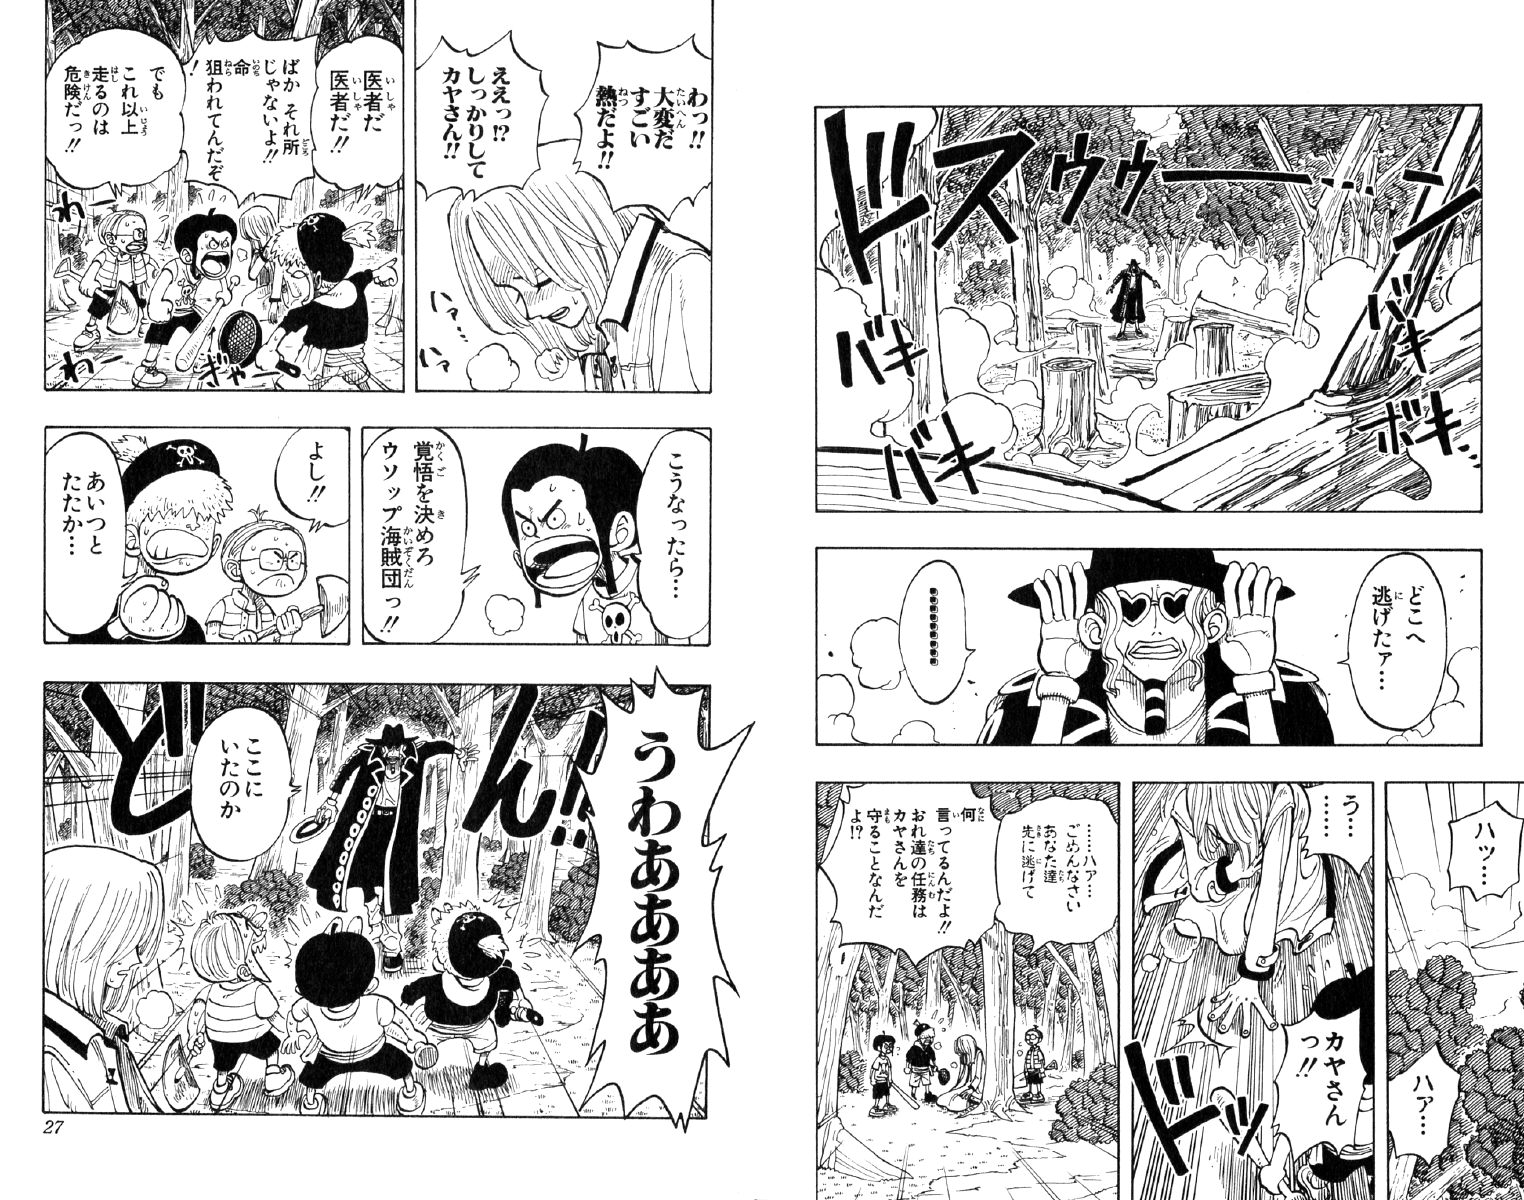 ドスゥゥーー…‥ン
バキ
バキ
バキ
バキ
ボキ
どこへ
逃げたァ…
………
ハッ…
ハァ…
う…
……
カヤさん
っ!!
ドッ
……ハァ…
ごめんなさい
あなた達
先に逃げて
何
言ってるんだよ!!
おれ達の任務は
カヤさんを
守ることなんだ
よ!?
わっ!!
大変だ
すごい
熱だよ!!
ええっ!?
しっかりして
カヤさん!!
ハァ…
ハァ
医者だ
医者だ!!
ばか それ所
じゃないよ!!
命
狙われてんだぞ
!
でも
これ以上
走るのは
危険だっ!!
わー
わー
ぎゃー
こうなったら…
覚悟を決めろ
ウソップ海賊団っ!!
よし!!
あいつと
たたか…
うわああああ
どん!!
ここに
いたのか
27